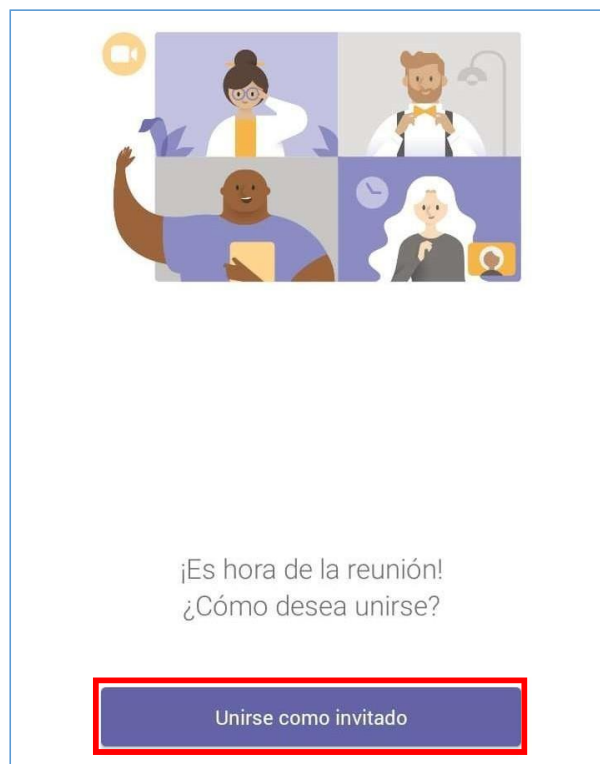 ¡Es hora de la reunión!
¿Cómo desea unirse?
Unirse como invitado